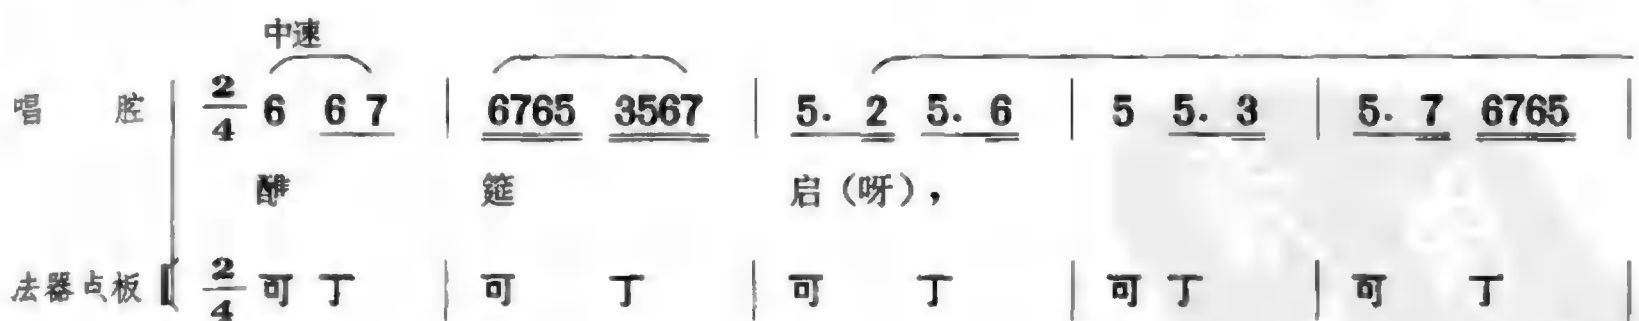 中速
唱 腔 2/4 6 6 7 | 6765 3567 | 5. 2 5. 6 | 5 5. 3 | 5. 7 6765 |
醮 筵 启（呀），
法器点板 2/4 可 丁 | 可 丁 | 可 丁 | 可 丁 | 可 丁 |